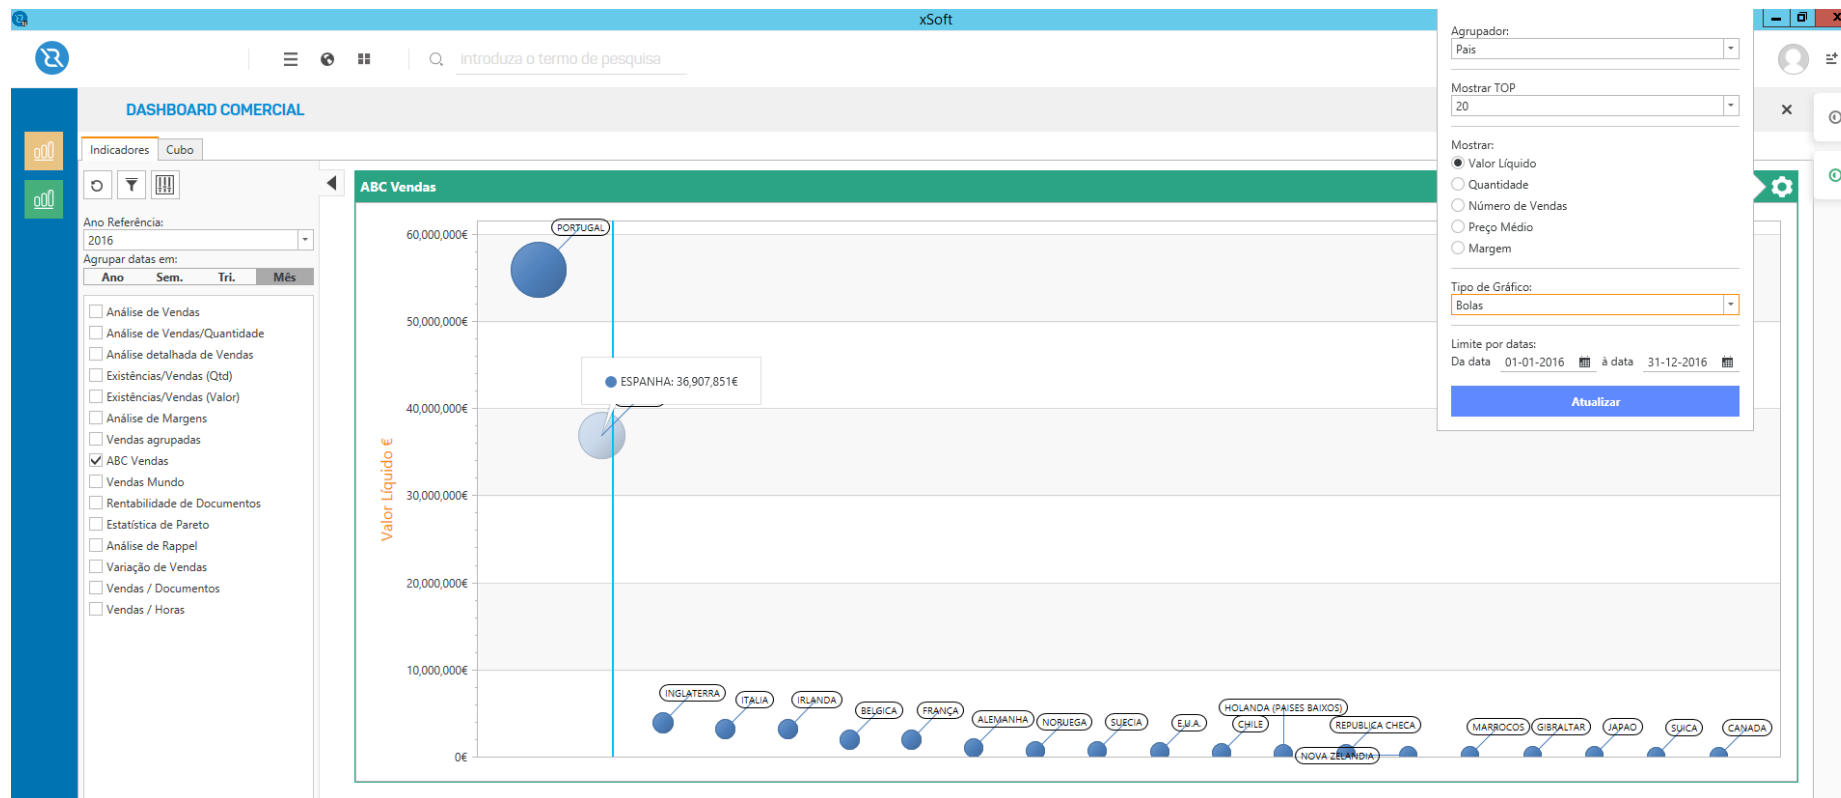 xSoft
Introduza o termo de pesquisa
DASHBOARD COMERCIAL
Indicadores
Cubo
Ano Referência:
2016
Agrupar datas em:
Ano Sem. Tri. Mês
Análise de Vendas
Análise de Vendas/Quantidade
Análise detalhada de Vendas
Existências/Vendas (Qtd)
Existências/Vendas (Valor)
Análise de Margens
Vendas agrupadas
ABC Vendas
Vendas Mundo
Rentabilidade de Documentos
Estatística de Pareto
Análise de Rappel
Variação de Vendas
Vendas / Documentos
Vendas / Horas
ABC Vendas
Valor Líquido €
60,000,000€
50,000,000€
40,000,000€
30,000,000€
20,000,000€
10,000,000€
0€
PORTUGAL
ESPANHA: 36,907,851€
INGLATERRA
ITALIA
IRLANDA
BELGICA
FRANÇA
ALEMANHA
NORUEGA
SUECIA
E.U.A.
CHILE
HOLANDA (PAISES BAIXOS)
REPUBLICA CHECA
NOVA ZELANDIA
MARROCOS
GIBRALTAR
JAPAO
SUICA
CANADA
Agrupador:
Pais
Mostrar TOP
20
Mostrar:
Valor Líquido
Quantidade
Número de Vendas
Preço Médio
Margem
Tipo de Gráfico:
Bolas
Limite por datas:
Da data 01-01-2016 à data 31-12-2016
Atualizar